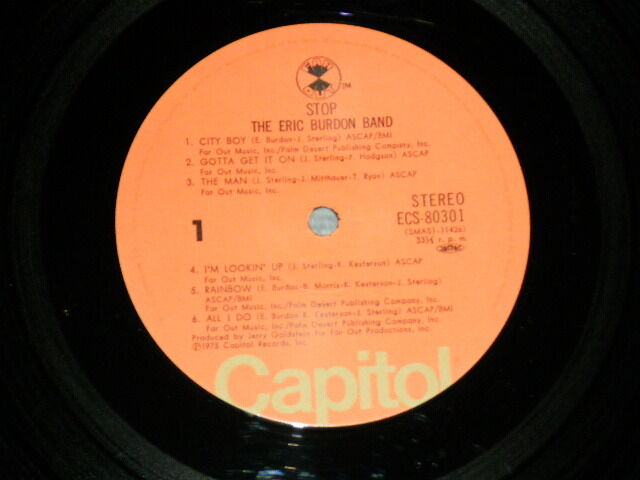 TM
STOP
THE ERIC BURDON BAND
1. CITY BOY (E. Burdon-J. Sterling) ASCAP/BMI
Far Out Music, Inc./Palm Desert Publishing Company, Inc.
2. GOTTA GET IT ON (J. Sterling-F. Hodgson) ASCAP
Far Out Music, Inc.
3. THE MAN (J. Sterling-J. Mitthauer-T. Ryan) ASCAP
Far Out Music, Inc.
STEREO
ECS-80301
(SMAS1-11426)
33⅓ r. p. m.
1
4. I'M LOOKIN' UP (J. Sterling-K. Kesterson) ASCAP
Far Out Music, Inc.
5. RAINBOW (E. Burdon-B. Morris-K. Kesterson-J. Sterling)
ASCAP/BMI
Far Out Music, Inc/Palm Desert Publishing Company, Inc.
6. ALL I DO (E. Burdon K. Kesterson-J. Sterling) ASCAP/BMI
Far Out Music, Inc/Palm Desert Publishing Company, Inc.
Produced by Jerry Goldstein for Far Out Productions, Inc.
Ⓟ1975 Capitol Records, Inc.
Capitol